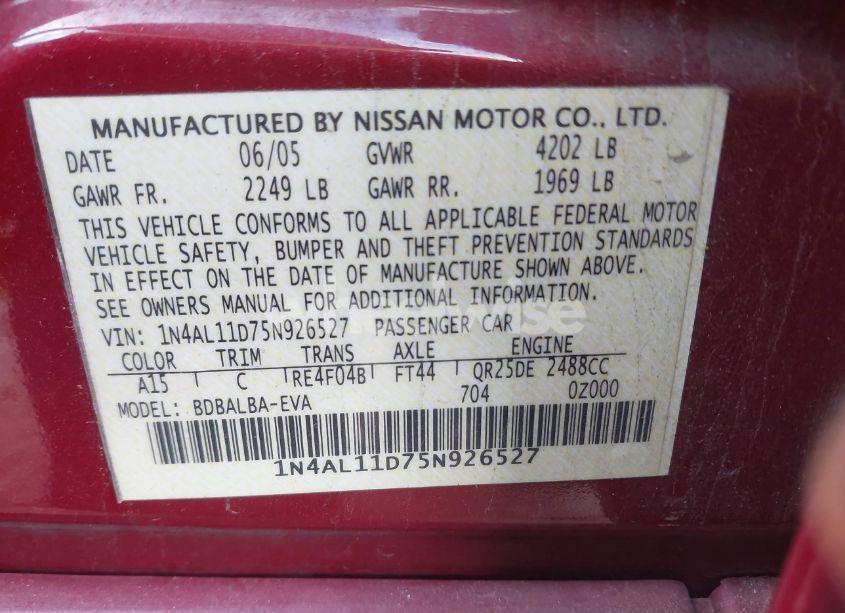 MANUFACTURED BY NISSAN MOTOR CO., LTD.
DATE 06/05 GVWR 4202 LB
GAWR FR. 2249 LB GAWR RR. 1969 LB
THIS VEHICLE CONFORMS TO ALL APPLICABLE FEDERAL MOTOR
VEHICLE SAFETY, BUMPER AND THEFT PREVENTION STANDARDS
IN EFFECT ON THE DATE OF MANUFACTURE SHOWN ABOVE.
SEE OWNERS MANUAL FOR ADDITIONAL INFORMATION.
VIN: 1N4AL11D75N926527 PASSENGER CAR
COLOR TRIM TRANS AXLE ENGINE
A15 C RE4F04B FT44 QR25DE 2488CC
MODEL: BDBALBA-EVA 704 0Z000
1N4AL11D75N926527